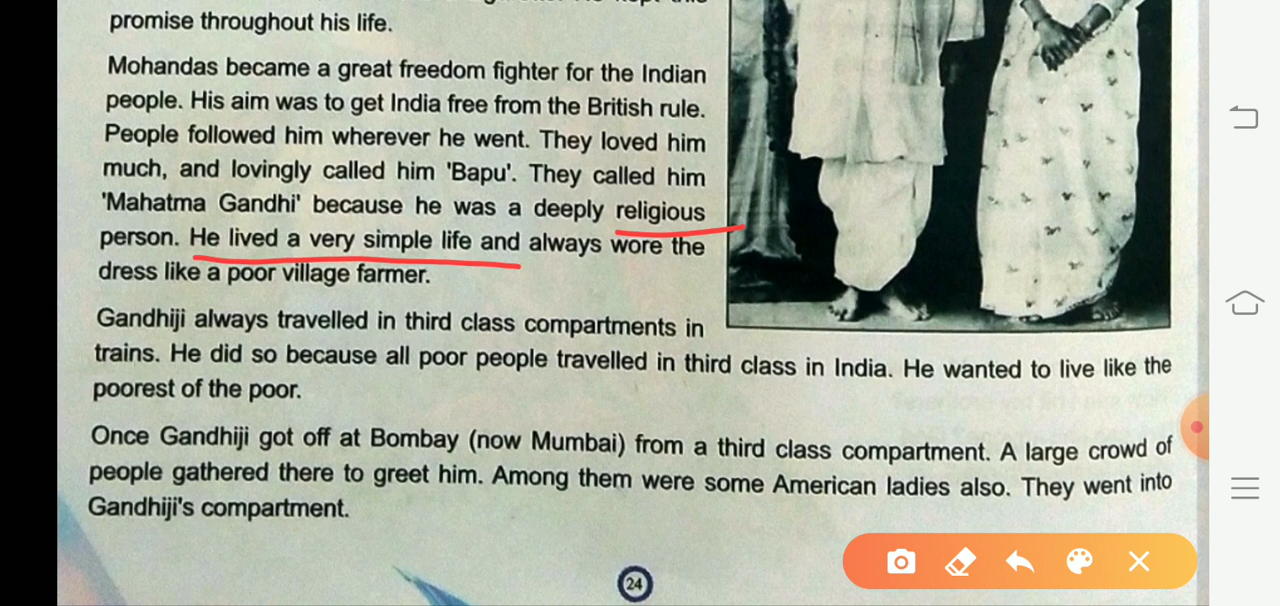 promise throughout his life.
Mohandas became a great freedom fighter for the Indian
people. His aim was to get India free from the British rule.
People followed him wherever he went. They loved him
much, and lovingly called him 'Bapu'. They called him
'Mahatma Gandhi' because he was a deeply religious
person. He lived a very simple life and always wore the
dress like a poor village farmer.
Gandhiji always travelled in third class compartments in
trains. He did so because all poor people travelled in third class in India. He wanted to live like the
poorest of the poor.
Once Gandhiji got off at Bombay (now Mumbai) from a third class compartment. A large crowd of
people gathered there to greet him. Among them were some American ladies also. They went into
Gandhiji's compartment.
24